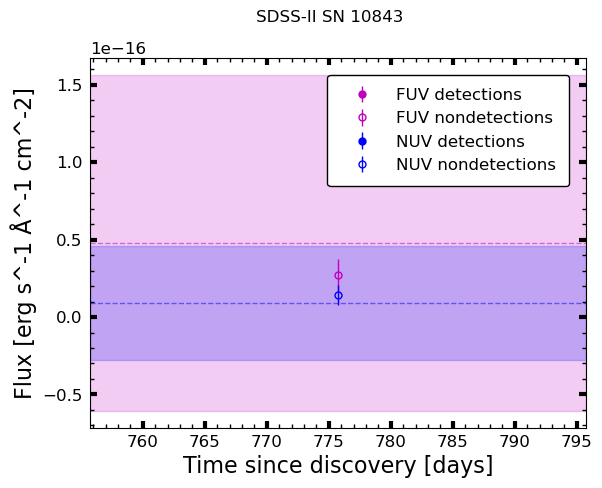 SDSS-II SN 10843
1e−16
FUV detections
FUV nondetections
NUV detections
NUV nondetections
1.5
1.0
0.5
0.0
−0.5
Flux [erg s^-1 Å^-1 cm^-2]
760 765 770 775 780 785 790 795
Time since discovery [days]